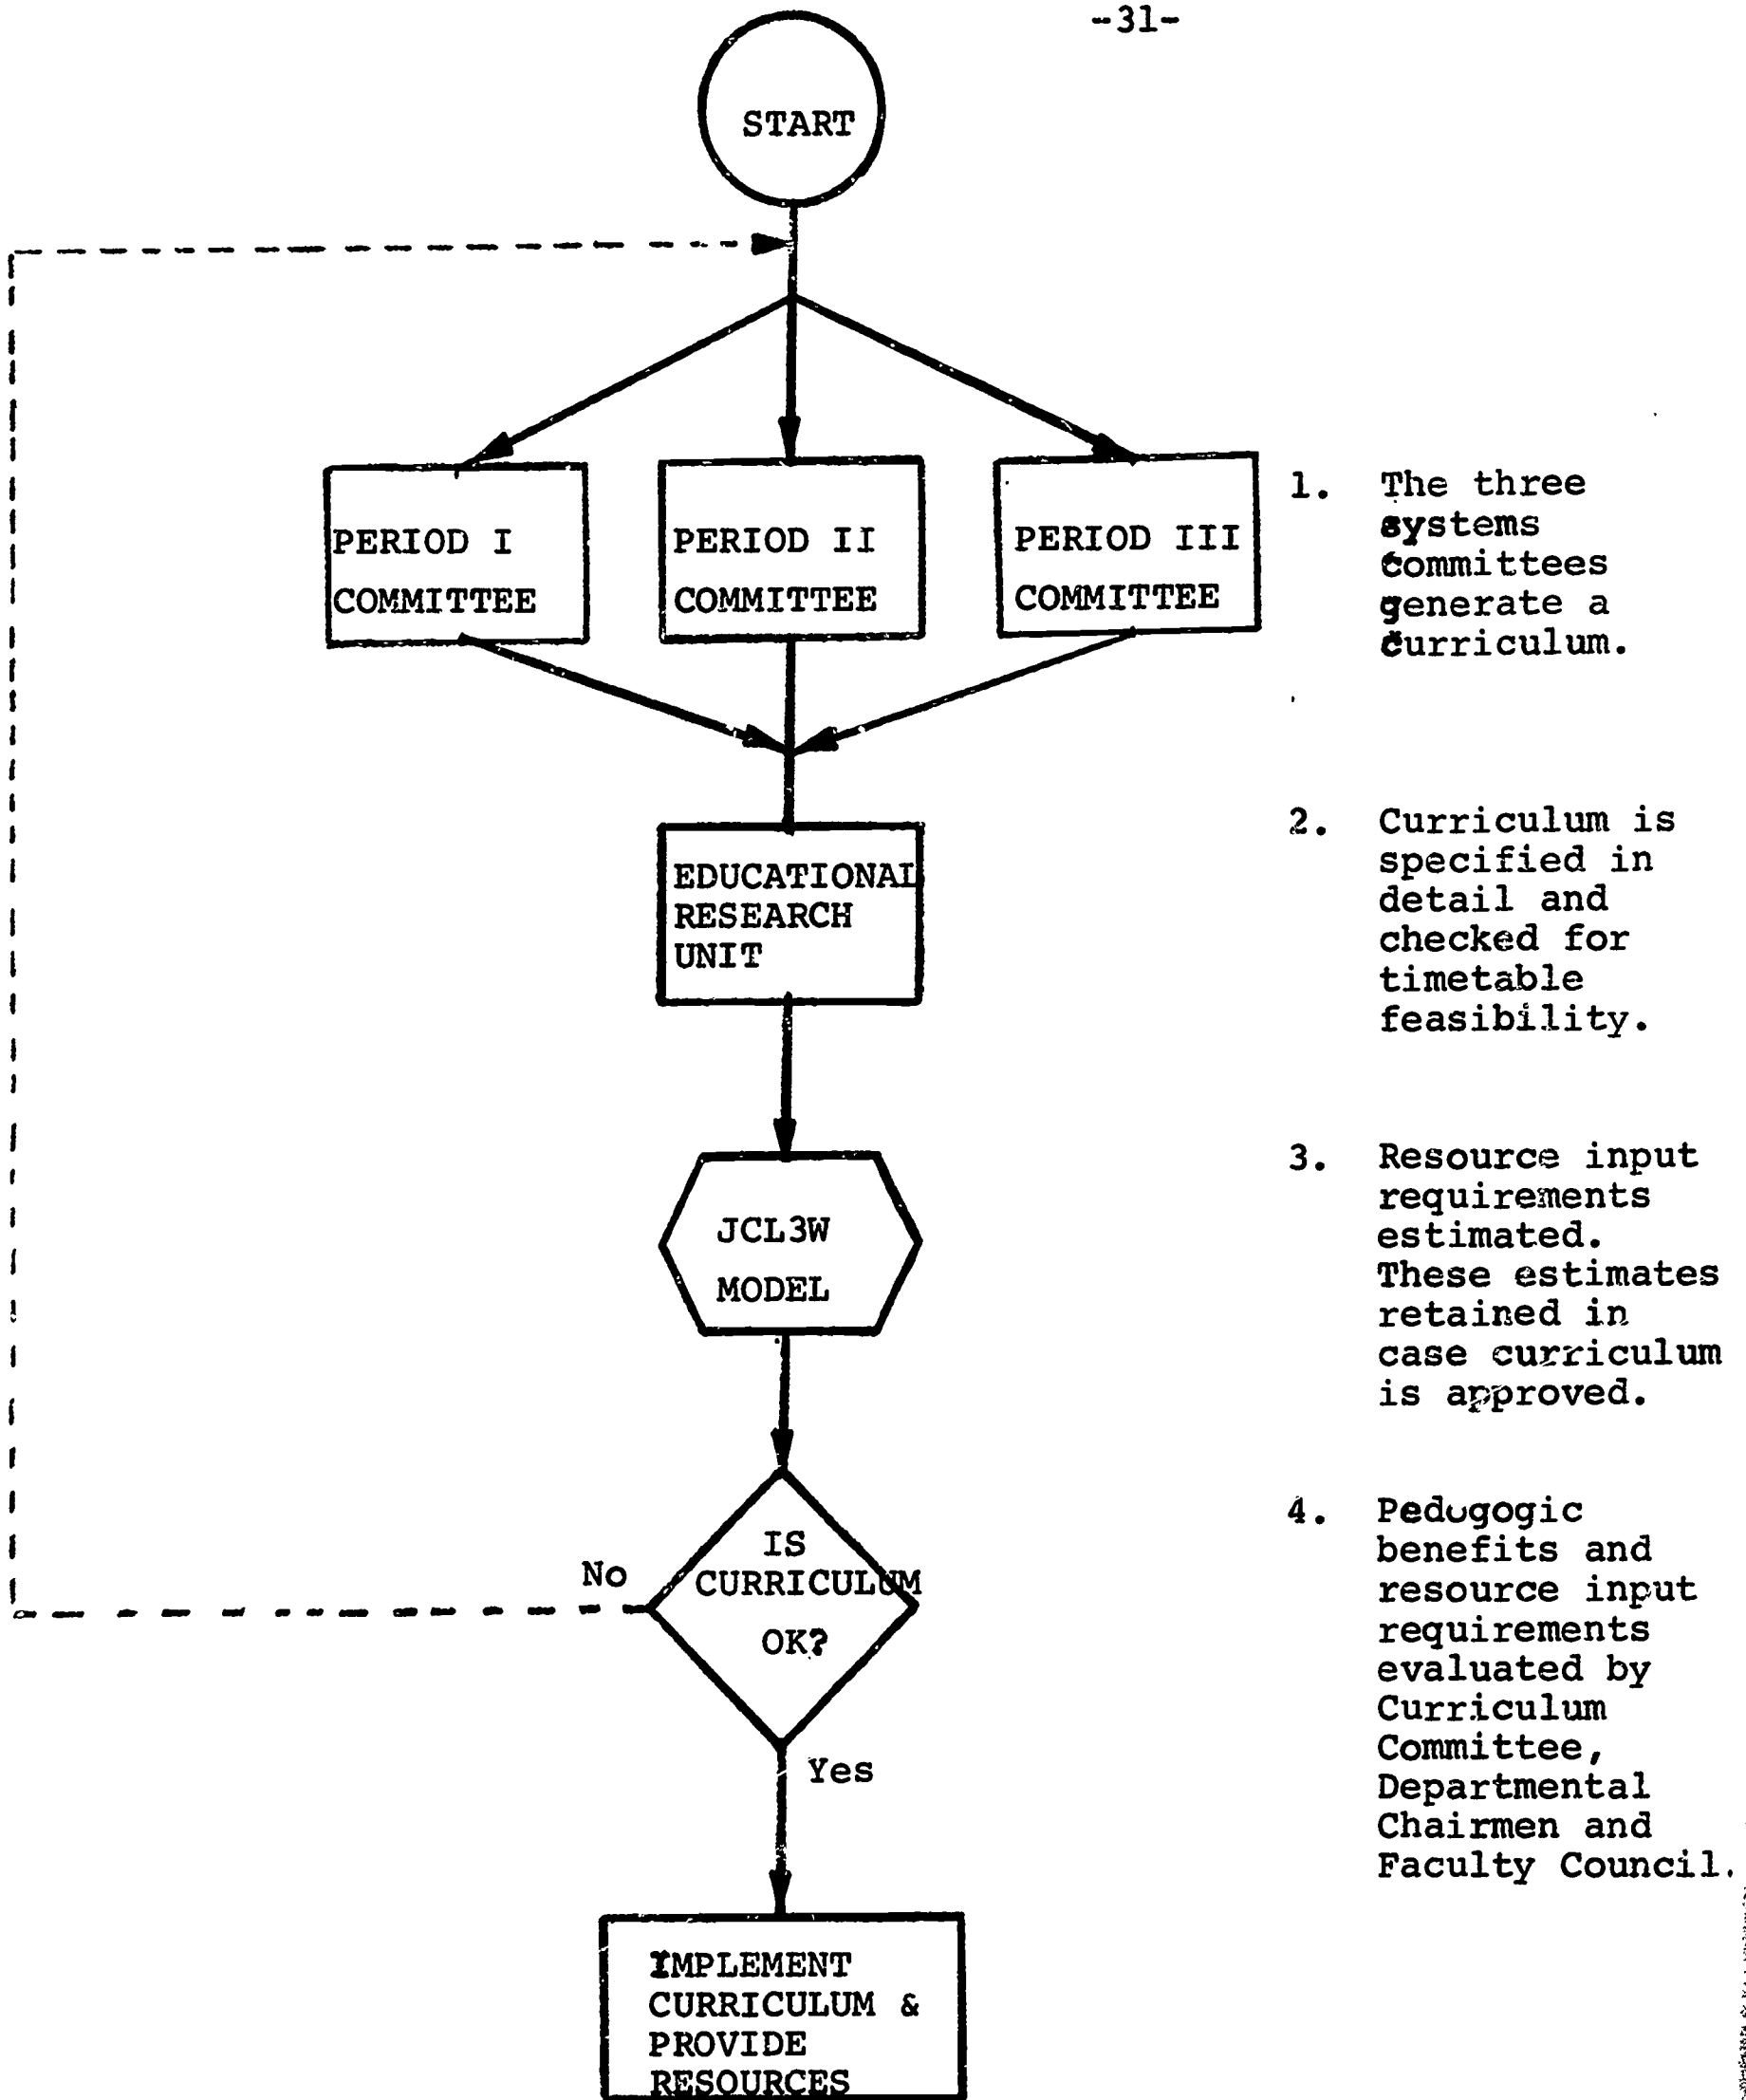 -31-
START
PERIOD I
COMMITTEE
PERIOD II
COMMITTEE
PERIOD III
COMMITTEE
1. The three
systems
committees
generate a
curriculum.
EDUCATIONAL
RESEARCH
UNIT
2. Curriculum is
specified in
detail and
checked for
timetable
feasibility.
JCL3W
MODEL
3. Resource input
requirements
estimated.
These estimates
retained in
case curriculum
is approved.
IS
CURRICULUM
OK?
No
Yes
4. Pedogogic
benefits and
resource input
requirements
evaluated by
Curriculum
Committee,
Departmental
Chairmen and
Faculty Council.
IMPLEMENT
CURRICULUM &
PROVIDE
RESOURCES